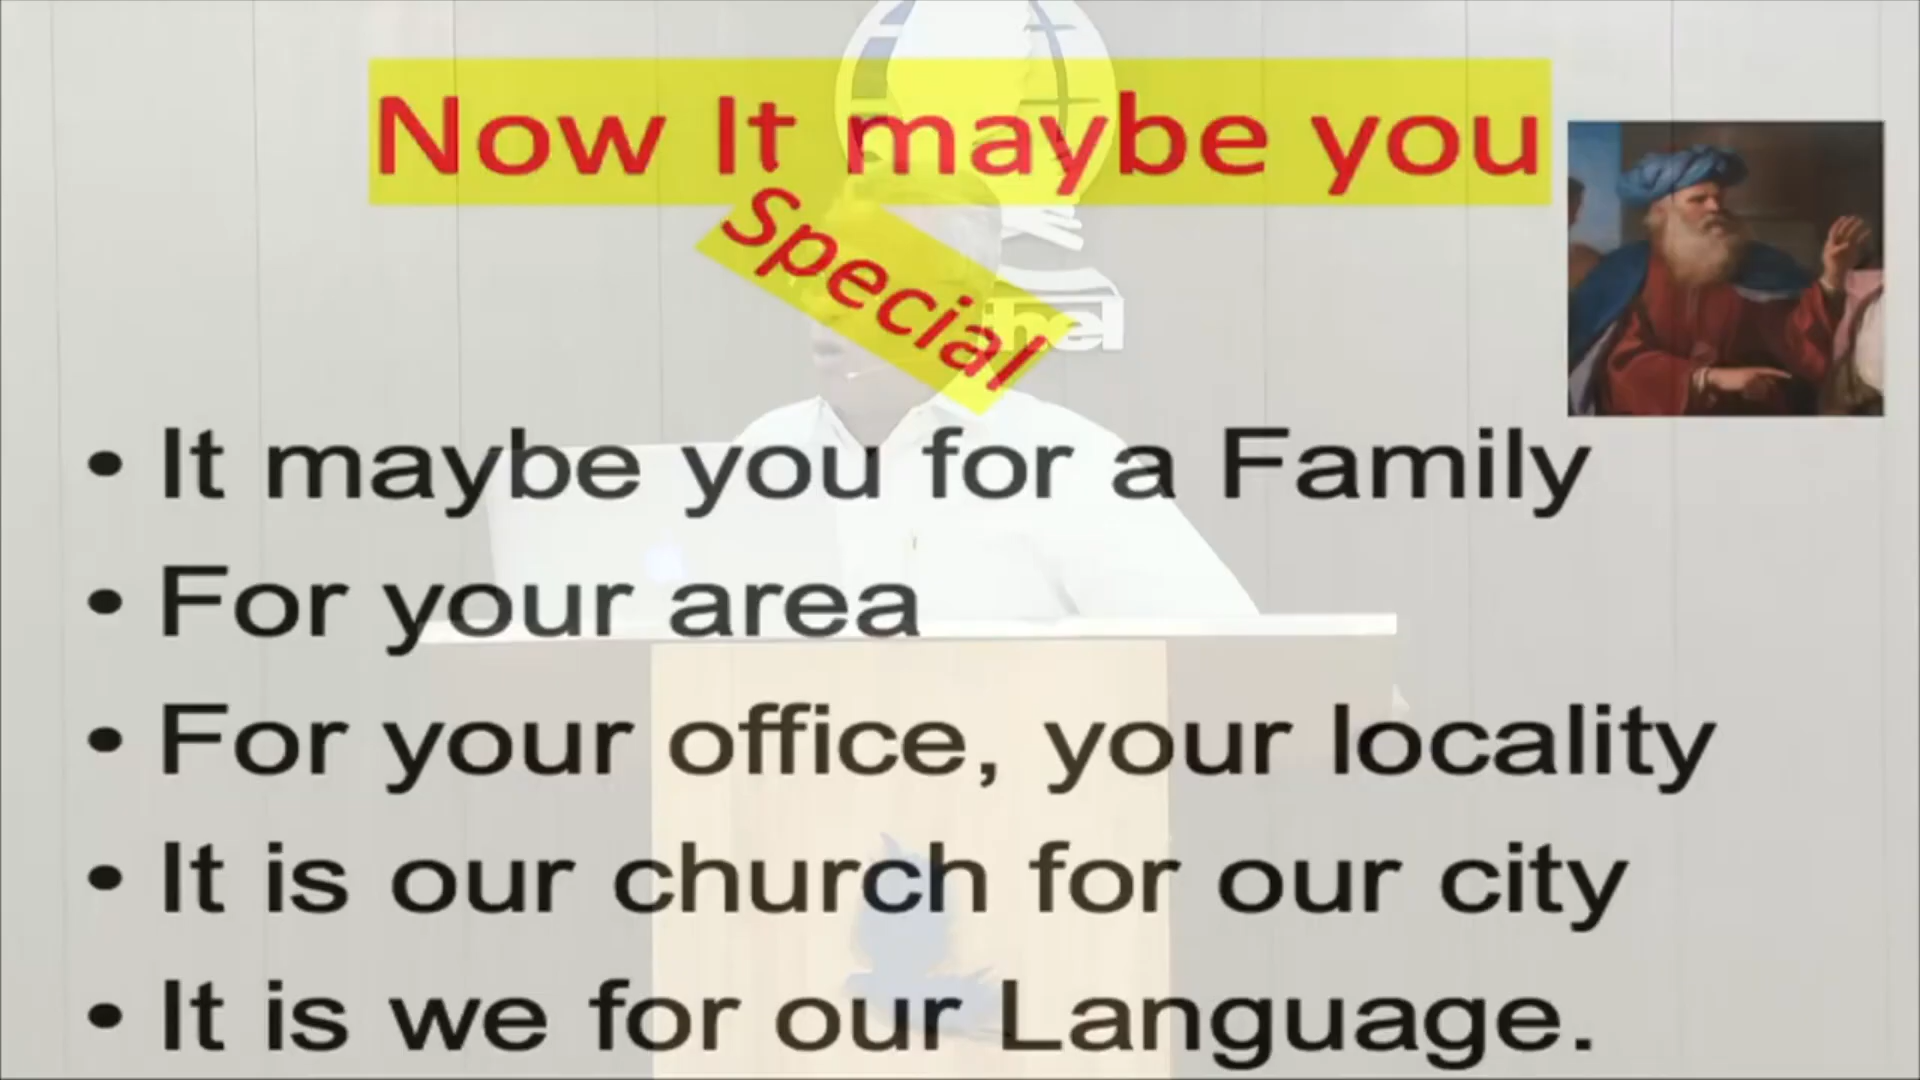 Now It maybe you
Special
• It maybe you for a Family
• For your area
• For your office, your locality
• It is our church for our city
• It is we for our Language.